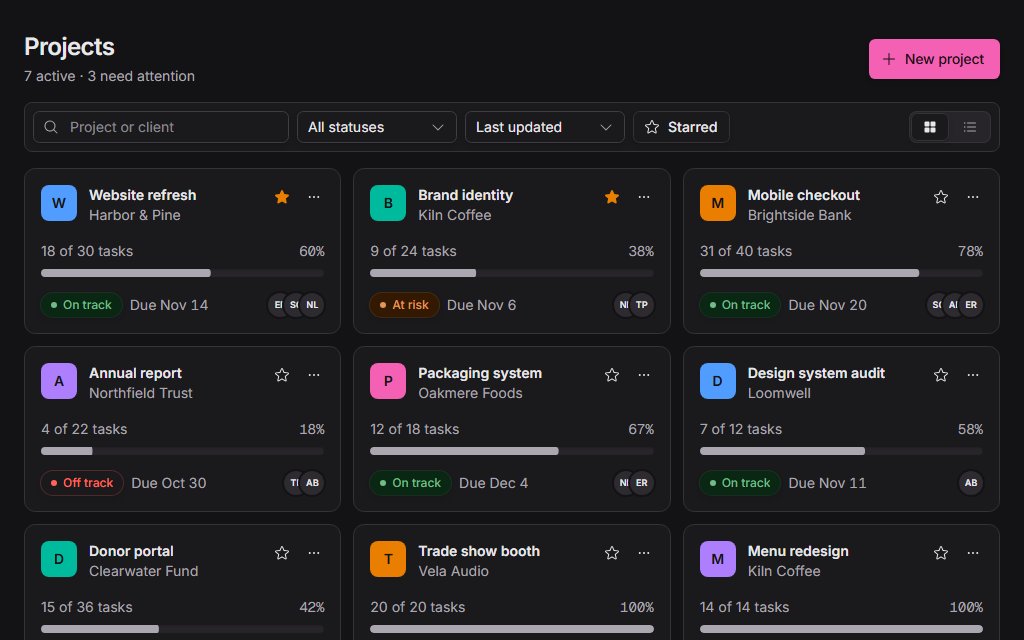 Projects
7 active · 3 need attention
New project
Project or client
All statuses
Last updated
Starred
W
Website refresh
Harbor & Pine
18 of 30 tasks
60%
On track
Due Nov 14
NL
B
Brand identity
Kiln Coffee
9 of 24 tasks
38%
At risk
Due Nov 6
TP
M
Mobile checkout
Brightside Bank
31 of 40 tasks
78%
On track
Due Nov 20
ER
A
Annual report
Northfield Trust
4 of 22 tasks
18%
Off track
Due Oct 30
AB
P
Packaging system
Oakmere Foods
12 of 18 tasks
67%
On track
Due Dec 4
ER
D
Design system audit
Loomwell
7 of 12 tasks
58%
On track
Due Nov 11
AB
D
Donor portal
Clearwater Fund
15 of 36 tasks
42%
T
Trade show booth
Vela Audio
20 of 20 tasks
100%
M
Menu redesign
Kiln Coffee
14 of 14 tasks
100%